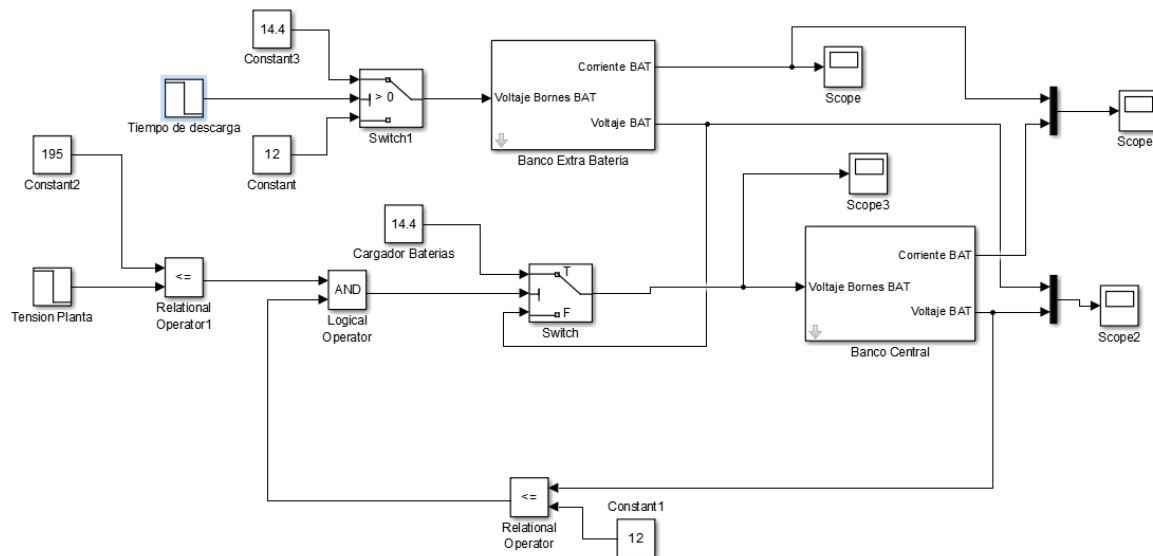 14.4
Constant3
Tiempo de descarga
> 0
Switch1
12
Constant
Voltaje Bornes BAT
Corriente BAT
Voltaje BAT
Banco Extra Bateria
Scope
Scope
195
Constant2
Scope3
14.4
Cargador Baterias
Tension Planta
<=
Relational
Operator1
AND
Logical
Operator
T
F
Switch
Voltaje Bornes BAT
Corriente BAT
Voltaje BAT
Banco Central
Scope2
<=
Relational
Operator
Constant1
12